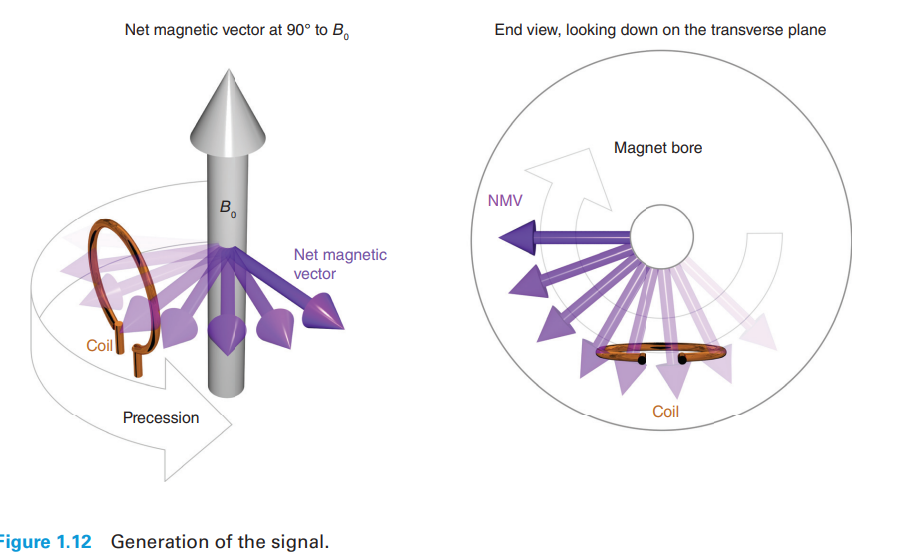 Net magnetic vector at 90° to B0
End view, looking down on the transverse plane
B0
Net magnetic
vector
Coil
Precession
Magnet bore
NMV
Coil
Figure 1.12 Generation of the signal.